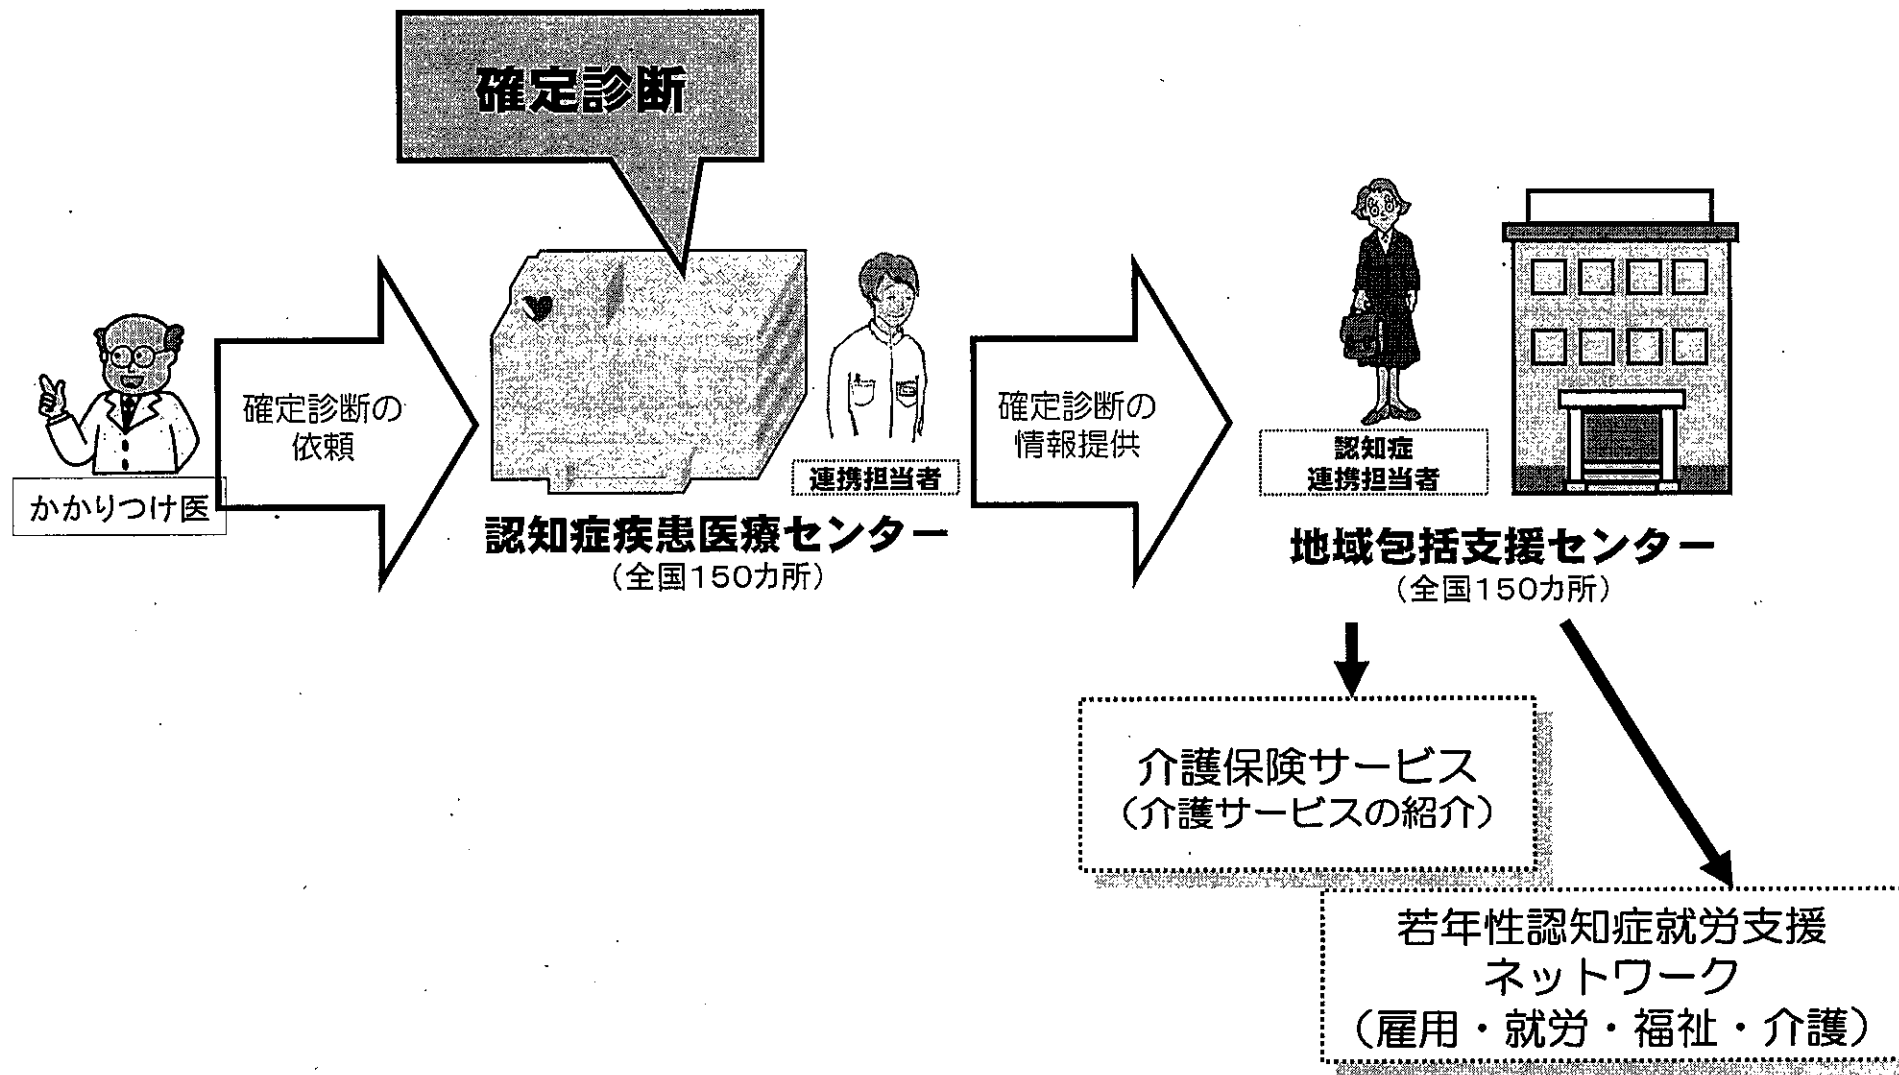 確定診断
かかりつけ医
確定診断の
依頼
連携担当者
認知症疾患医療センター
（全国150カ所）
確定診断の
情報提供
認知症
連携担当者
地域包括支援センター
（全国150カ所）
介護保険サービス
（介護サービスの紹介）
若年性認知症就労支援
ネットワーク
（雇用・就労・福祉・介護）